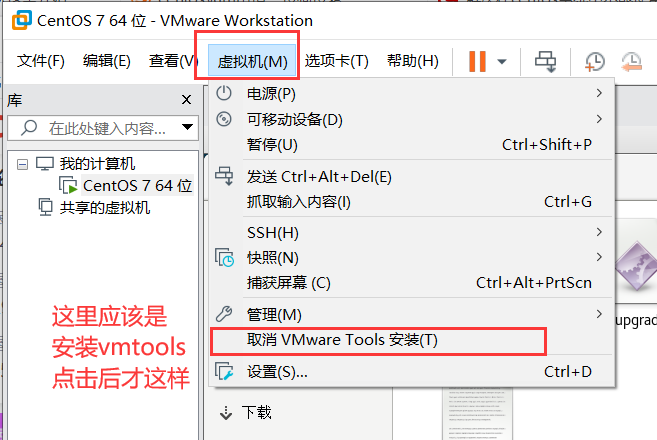 CentOS 7 64 位 - VMware Workstation
文件(F) 编辑(E) 查看(V) 虚拟机(M) 选项卡(T) 帮助(H)
库
在此处键入内容...
我的计算机
CentOS 7 64 位
共享的虚拟机
电源(P)
可移动设备(D)
暂停(U) Ctrl+Shift+P
发送 Ctrl+Alt+Del(E)
抓取输入内容(I) Ctrl+G
SSH(H)
快照(N)
捕获屏幕 (C) Ctrl+Alt+PrtScn
管理(M)
取消 VMware Tools 安装(T)
设置(S)... Ctrl+D
upgrad
这里应该是
安装vmtools
点击后才这样
下载